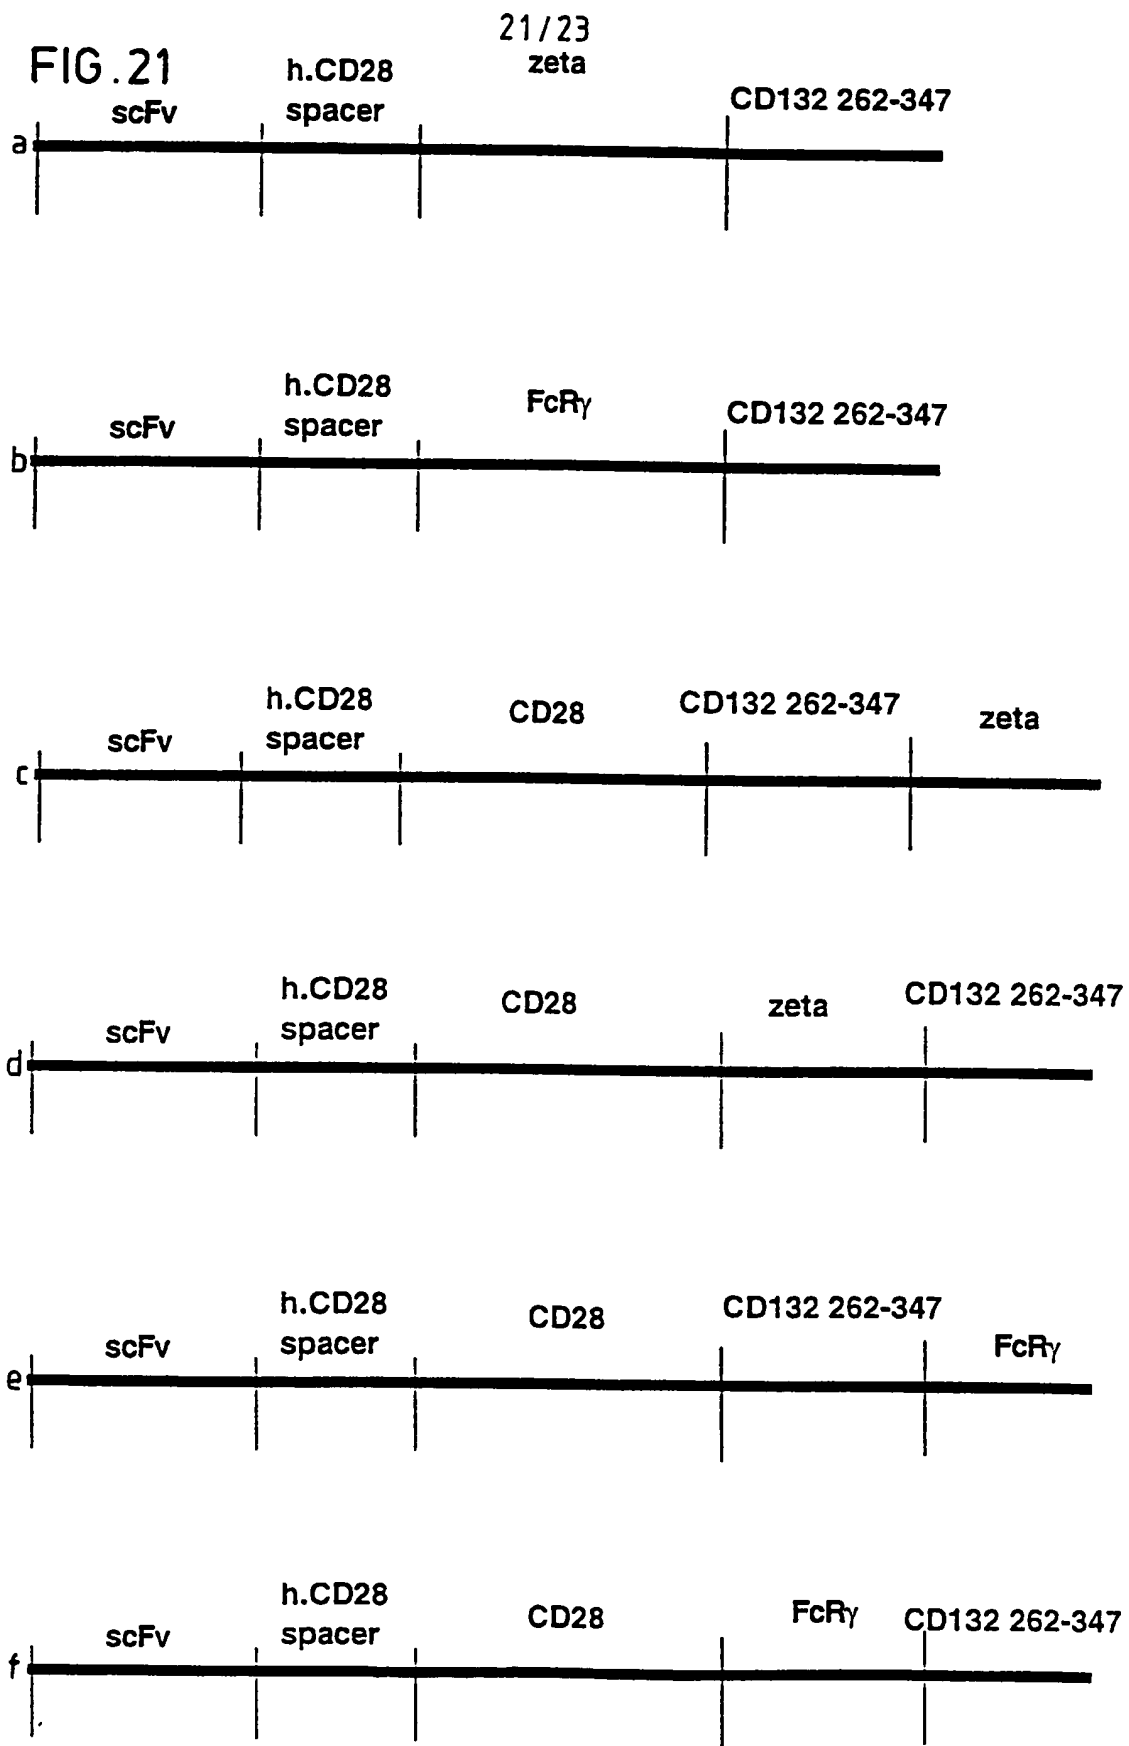 21/23
FIG.21
scFv
h.CD28
spacer
zeta
CD132 262-347
a
scFv
h.CD28
spacer
FcRγ
CD132 262-347
b
scFv
h.CD28
spacer
CD28
CD132 262-347
zeta
c
scFv
h.CD28
spacer
CD28
zeta
CD132 262-347
d
scFv
h.CD28
spacer
CD28
CD132 262-347
FcRγ
e
scFv
h.CD28
spacer
CD28
FcRγ
CD132 262-347
f